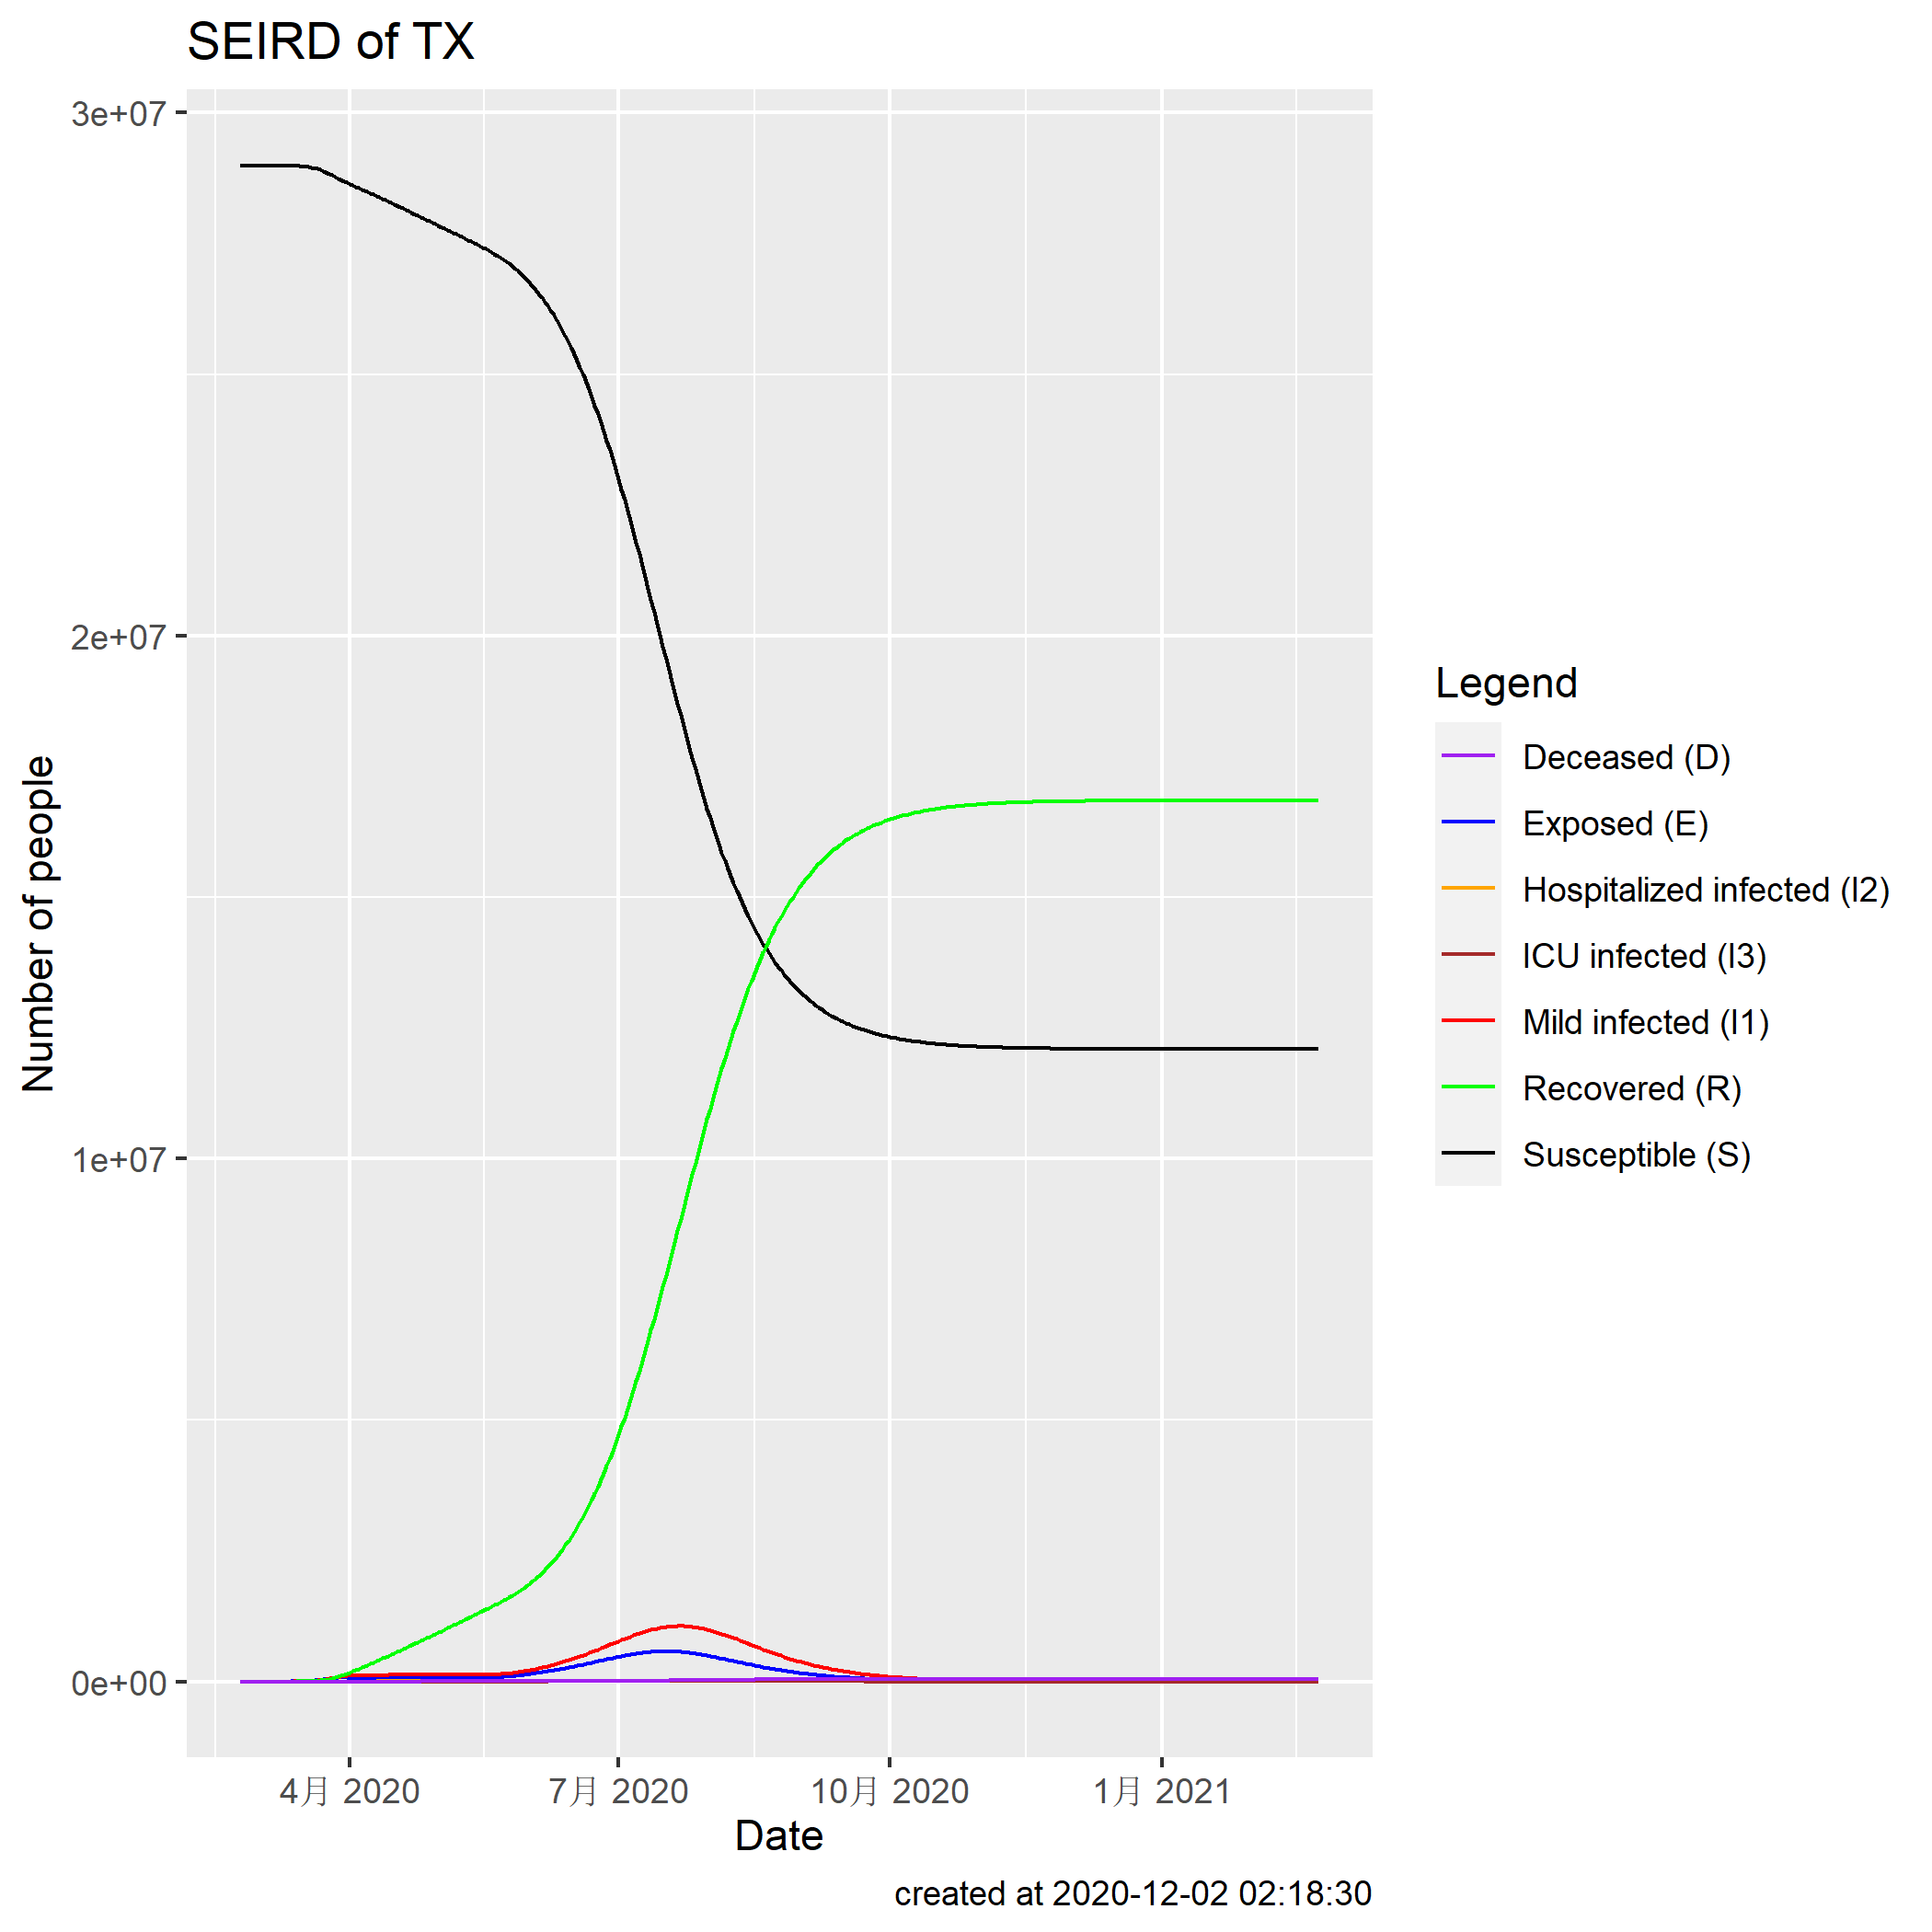 SEIRD of TX
3e+07
2e+07
1e+07
0e+00
Number of people
4月 2020
7月 2020
10月 2020
1月 2021
Date
Legend
Deceased (D)
Exposed (E)
Hospitalized infected (I2)
ICU infected (I3)
Mild infected (I1)
Recovered (R)
Susceptible (S)
created at 2020-12-02 02:18:30